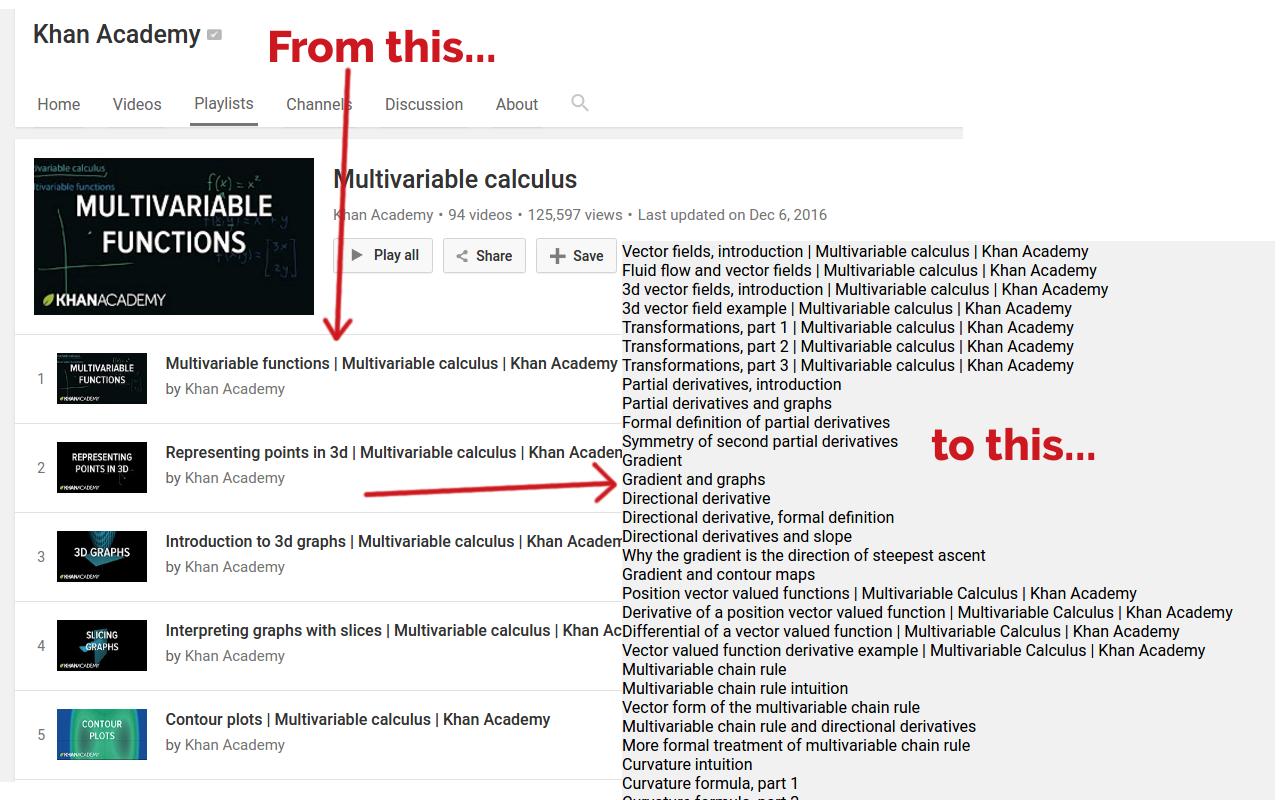 Khan Academy
From this...
Home Videos Playlists Channels Discussion About
ivariable calculus
ltivariable functions
f(x) = x²
MULTIVARIABLE
FUNCTIONS
KHANACADEMY
Multivariable calculus
Khan Academy • 94 videos • 125,597 views • Last updated on Dec 6, 2016
Play all Share Save
1
MULTIVARIABLE
FUNCTIONS
KHANACADEMY
Multivariable functions | Multivariable calculus | Khan Academy
by Khan Academy
2
REPRESENTING
POINTS IN 3D
KHANACADEMY
Representing points in 3d | Multivariable calculus | Khan Academ
by Khan Academy
3
3D GRAPHS
KHANACADEMY
Introduction to 3d graphs | Multivariable calculus | Khan Academ
by Khan Academy
4
SLICING
GRAPHS
KHANACADEMY
Interpreting graphs with slices | Multivariable calculus | Khan Ac
by Khan Academy
5
CONTOUR
PLOTS
KHANACADEMY
Contour plots | Multivariable calculus | Khan Academy
by Khan Academy
Vector fields, introduction | Multivariable calculus | Khan Academy
Fluid flow and vector fields | Multivariable calculus | Khan Academy
3d vector fields, introduction | Multivariable calculus | Khan Academy
3d vector field example | Multivariable calculus | Khan Academy
Transformations, part 1 | Multivariable calculus | Khan Academy
Transformations, part 2 | Multivariable calculus | Khan Academy
Transformations, part 3 | Multivariable calculus | Khan Academy
Partial derivatives, introduction
Partial derivatives and graphs
Formal definition of partial derivatives
Symmetry of second partial derivatives
Gradient
Gradient and graphs
Directional derivative
Directional derivative, formal definition
Directional derivatives and slope
Why the gradient is the direction of steepest ascent
Gradient and contour maps
Position vector valued functions | Multivariable Calculus | Khan Academy
Derivative of a position vector valued function | Multivariable Calculus | Khan Academy
Differential of a vector valued function | Multivariable Calculus | Khan Academy
Vector valued function derivative example | Multivariable Calculus | Khan Academy
Multivariable chain rule
Multivariable chain rule intuition
Vector form of the multivariable chain rule
Multivariable chain rule and directional derivatives
More formal treatment of multivariable chain rule
Curvature intuition
Curvature formula, part 1
Curvature formula, part 2
to this...